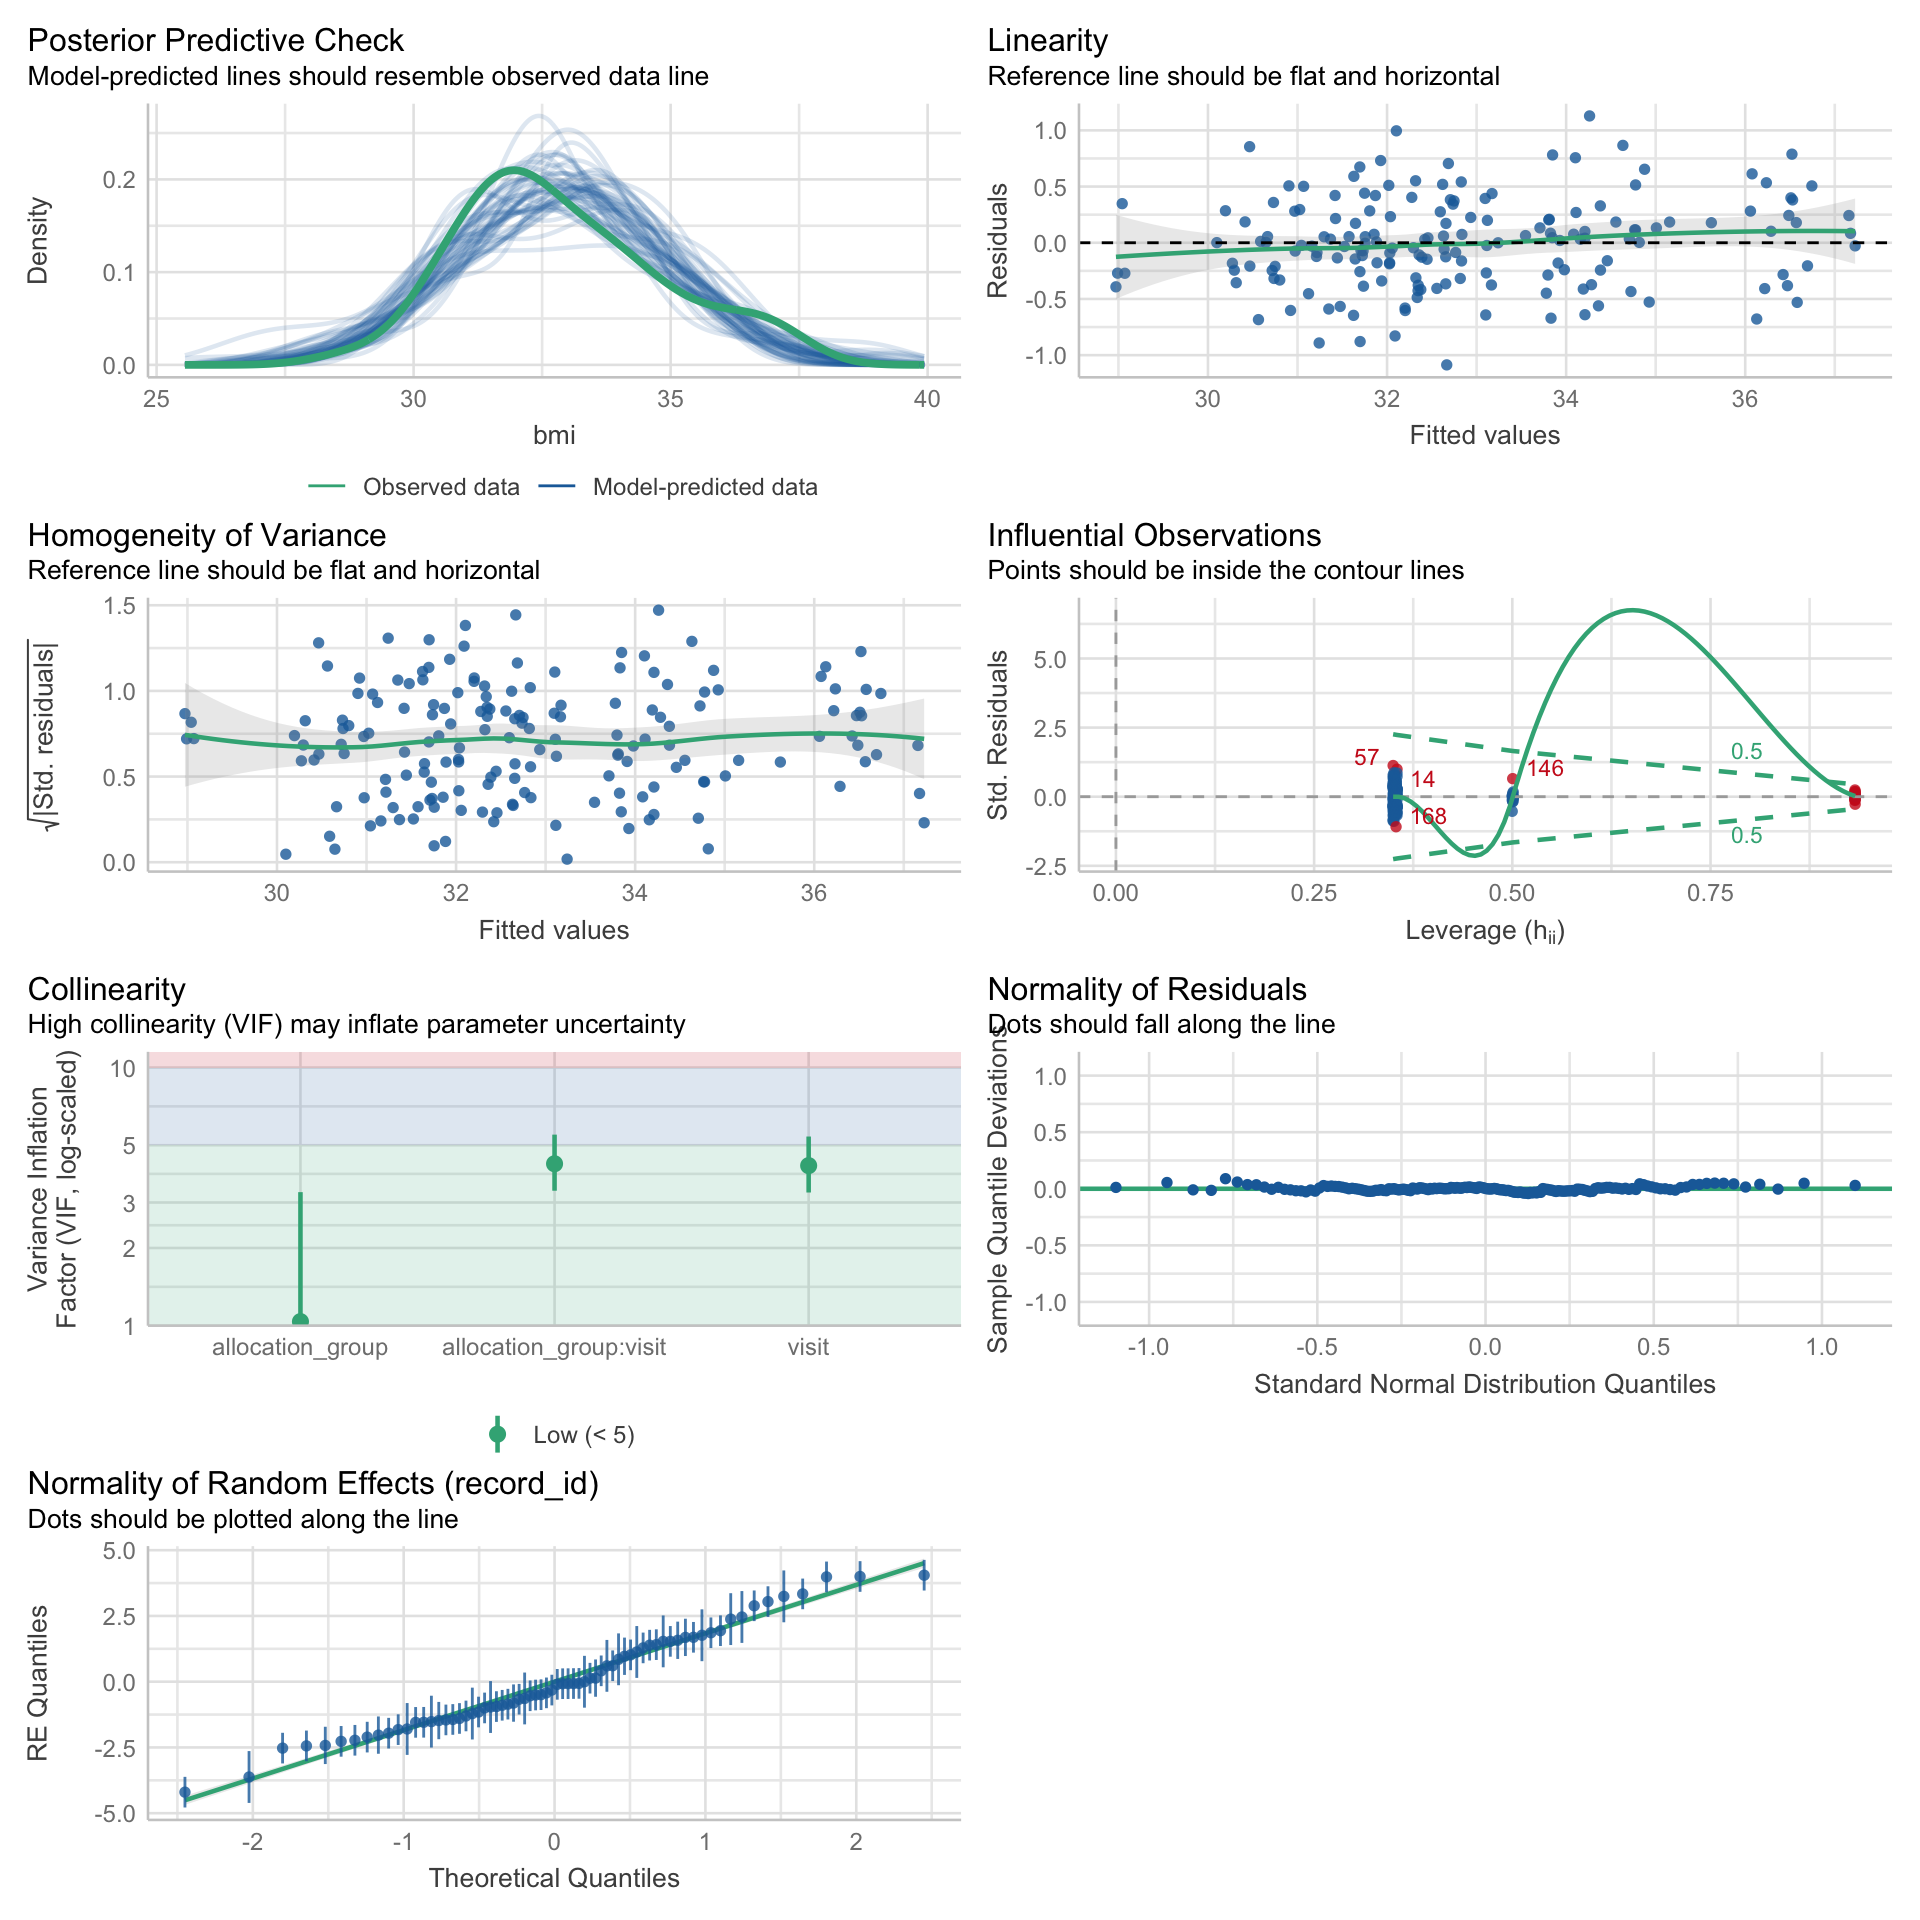 Posterior Predictive Check
Model-predicted lines should resemble observed data line
Density
0.2
0.1
0.0
25
30
35
40
bmi
Observed data
Model-predicted data
Linearity
Reference line should be flat and horizontal
Residuals
1.0
0.5
0.0
-0.5
-1.0
30
32
34
36
Fitted values
Homogeneity of Variance
Reference line should be flat and horizontal
√|Std. residuals|
1.5
1.0
0.5
0.0
30
32
34
36
Fitted values
Influential Observations
Points should be inside the contour lines
Std. Residuals
5.0
2.5
0.0
-2.5
57
14
168
146
0.5
0.5
0.00
0.25
0.50
0.75
Leverage (hii)
Collinearity
High collinearity (VIF) may inflate parameter uncertainty
Variance Inflation
Factor (VIF, log-scaled)
10
5
3
2
1
allocation_group
allocation_group:visit
visit
Low (< 5)
Normality of Residuals
Dots should fall along the line
Sample Quantile Deviations
1.0
0.5
0.0
-0.5
-1.0
-1.0
-0.5
0.0
0.5
1.0
Standard Normal Distribution Quantiles
Normality of Random Effects (record_id)
Dots should be plotted along the line
RE Quantiles
5.0
2.5
0.0
-2.5
-5.0
-2
-1
0
1
2
Theoretical Quantiles